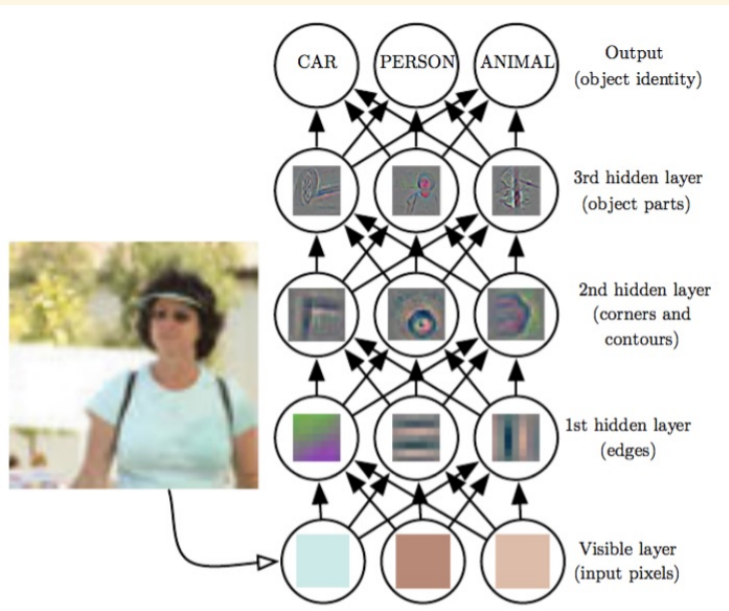 CAR
PERSON
ANIMAL
Output
(object identity)
3rd hidden layer
(object parts)
2nd hidden layer
(corners and
contours)
1st hidden layer
(edges)
Visible layer
(input pixels)